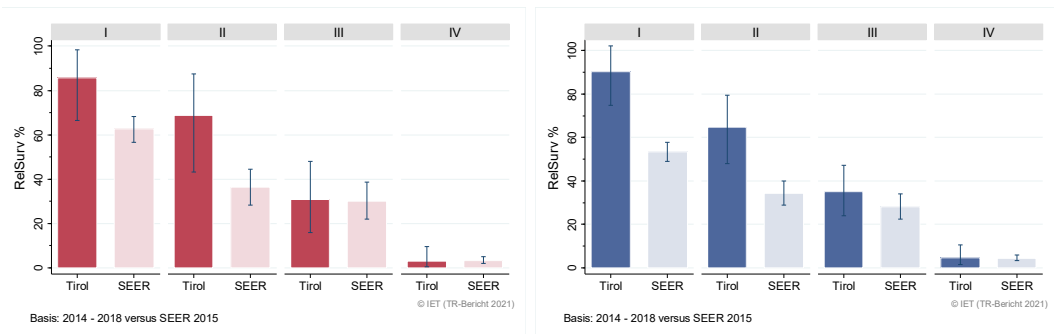 I II III IV
RelSurv %
100
80
60
40
20
0
Tirol SEER Tirol SEER Tirol SEER Tirol SEER
© IET (TR-Bericht 2021)
Basis: 2014 - 2018 versus SEER 2015
I II III IV
RelSurv %
100
80
60
40
20
0
Tirol SEER Tirol SEER Tirol SEER Tirol SEER
© IET (TR-Bericht 2021)
Basis: 2014 - 2018 versus SEER 2015